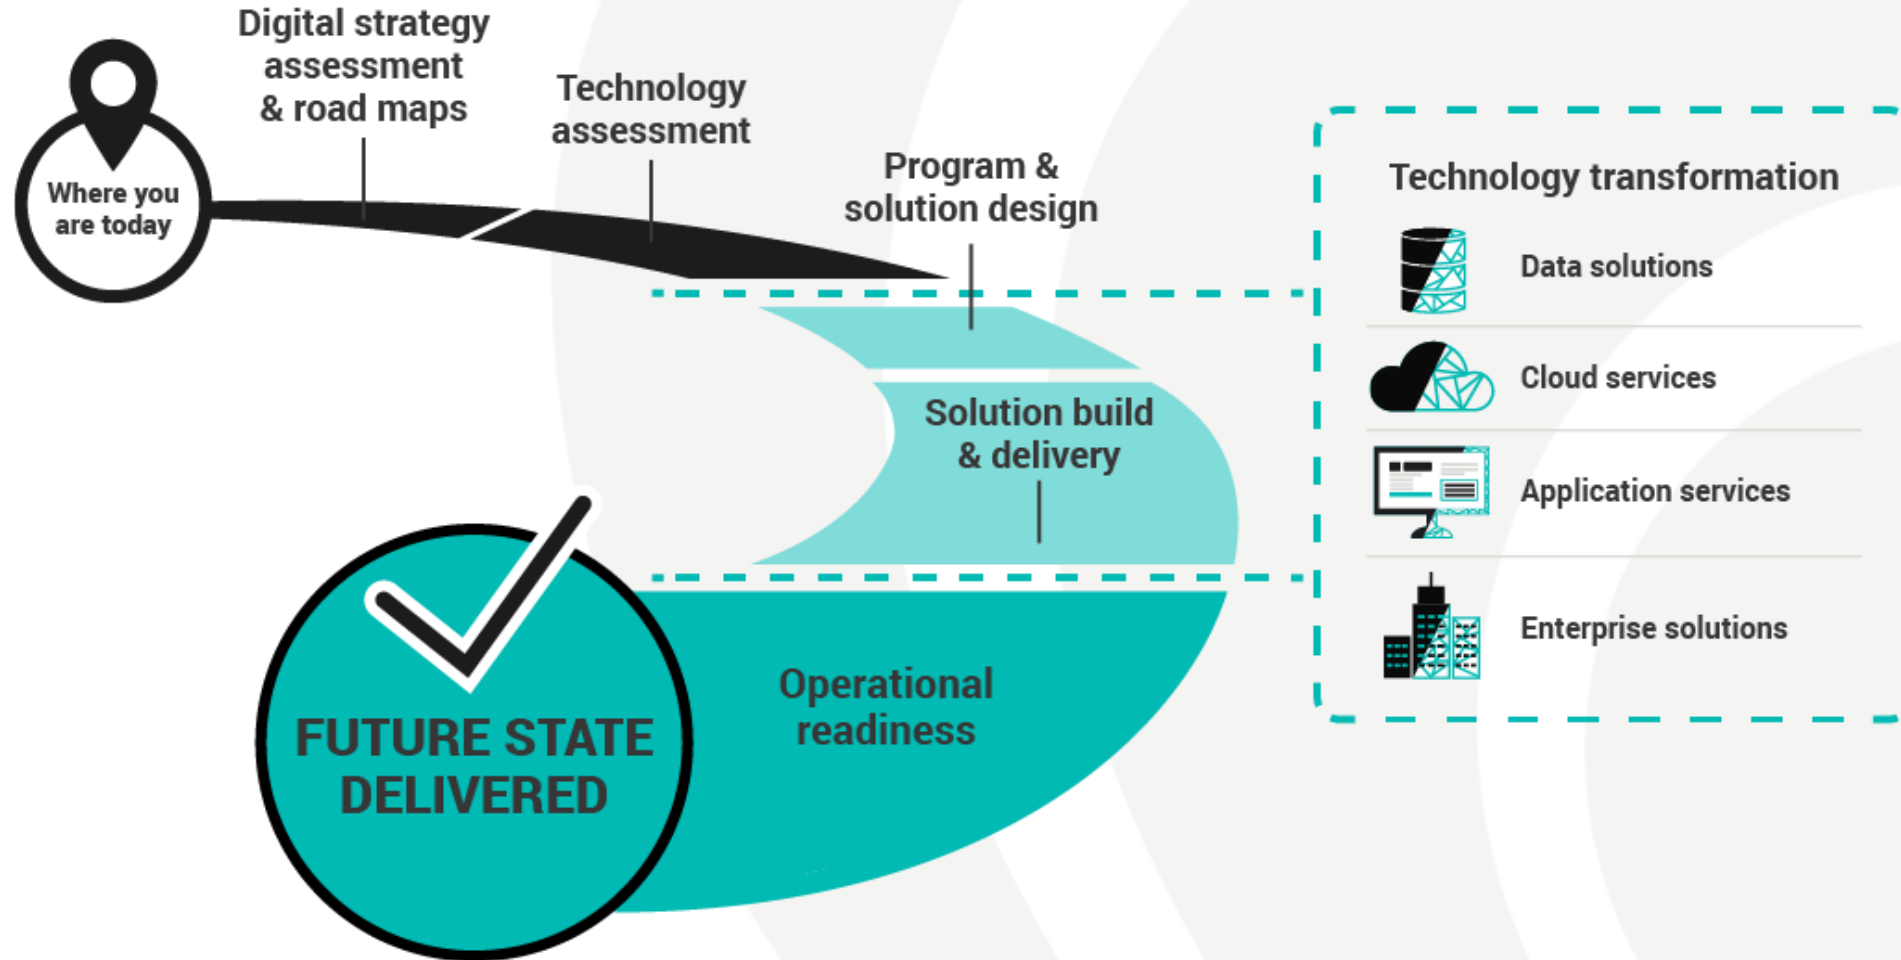 Digital strategy
assessment
& road maps
Technology
assessment
Program &
solution design
Where you
are today
Technology transformation
Data solutions
Cloud services
Application services
Enterprise solutions
Solution build
& delivery
Operational
readiness
FUTURE STATE
DELIVERED